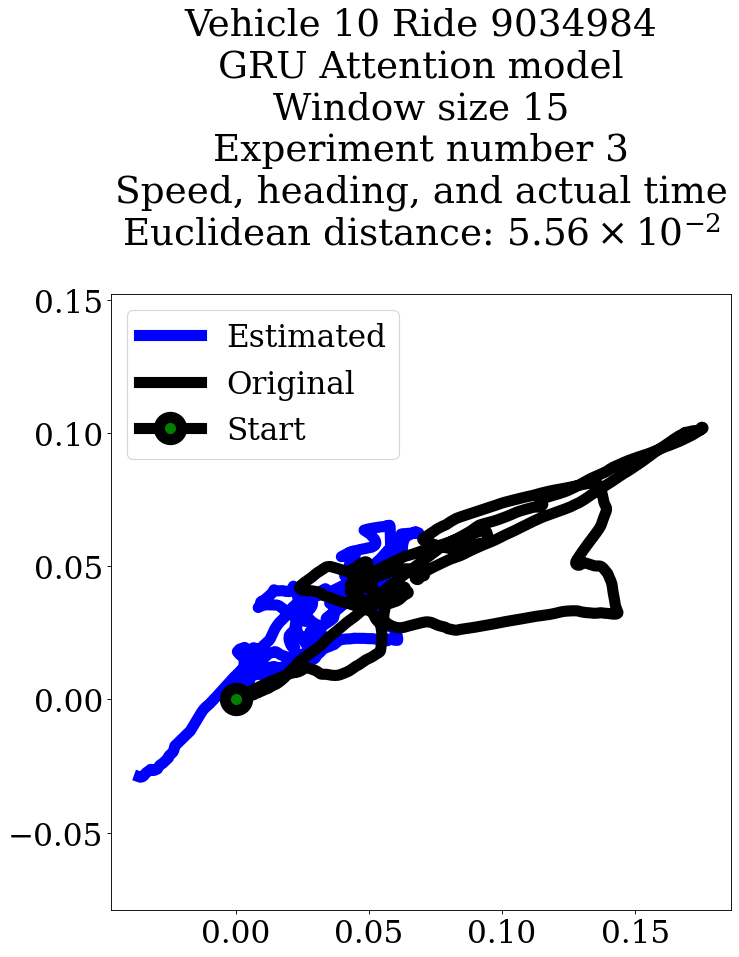 Vehicle 10 Ride 9034984
GRU Attention model
Window size 15
Experiment number 3
Speed, heading, and actual time
Euclidean distance: 5.56 × 10⁻²
0.15
Estimated
Original
Start
0.10
0.05
0.00
−0.05
0.00 0.05 0.10 0.15